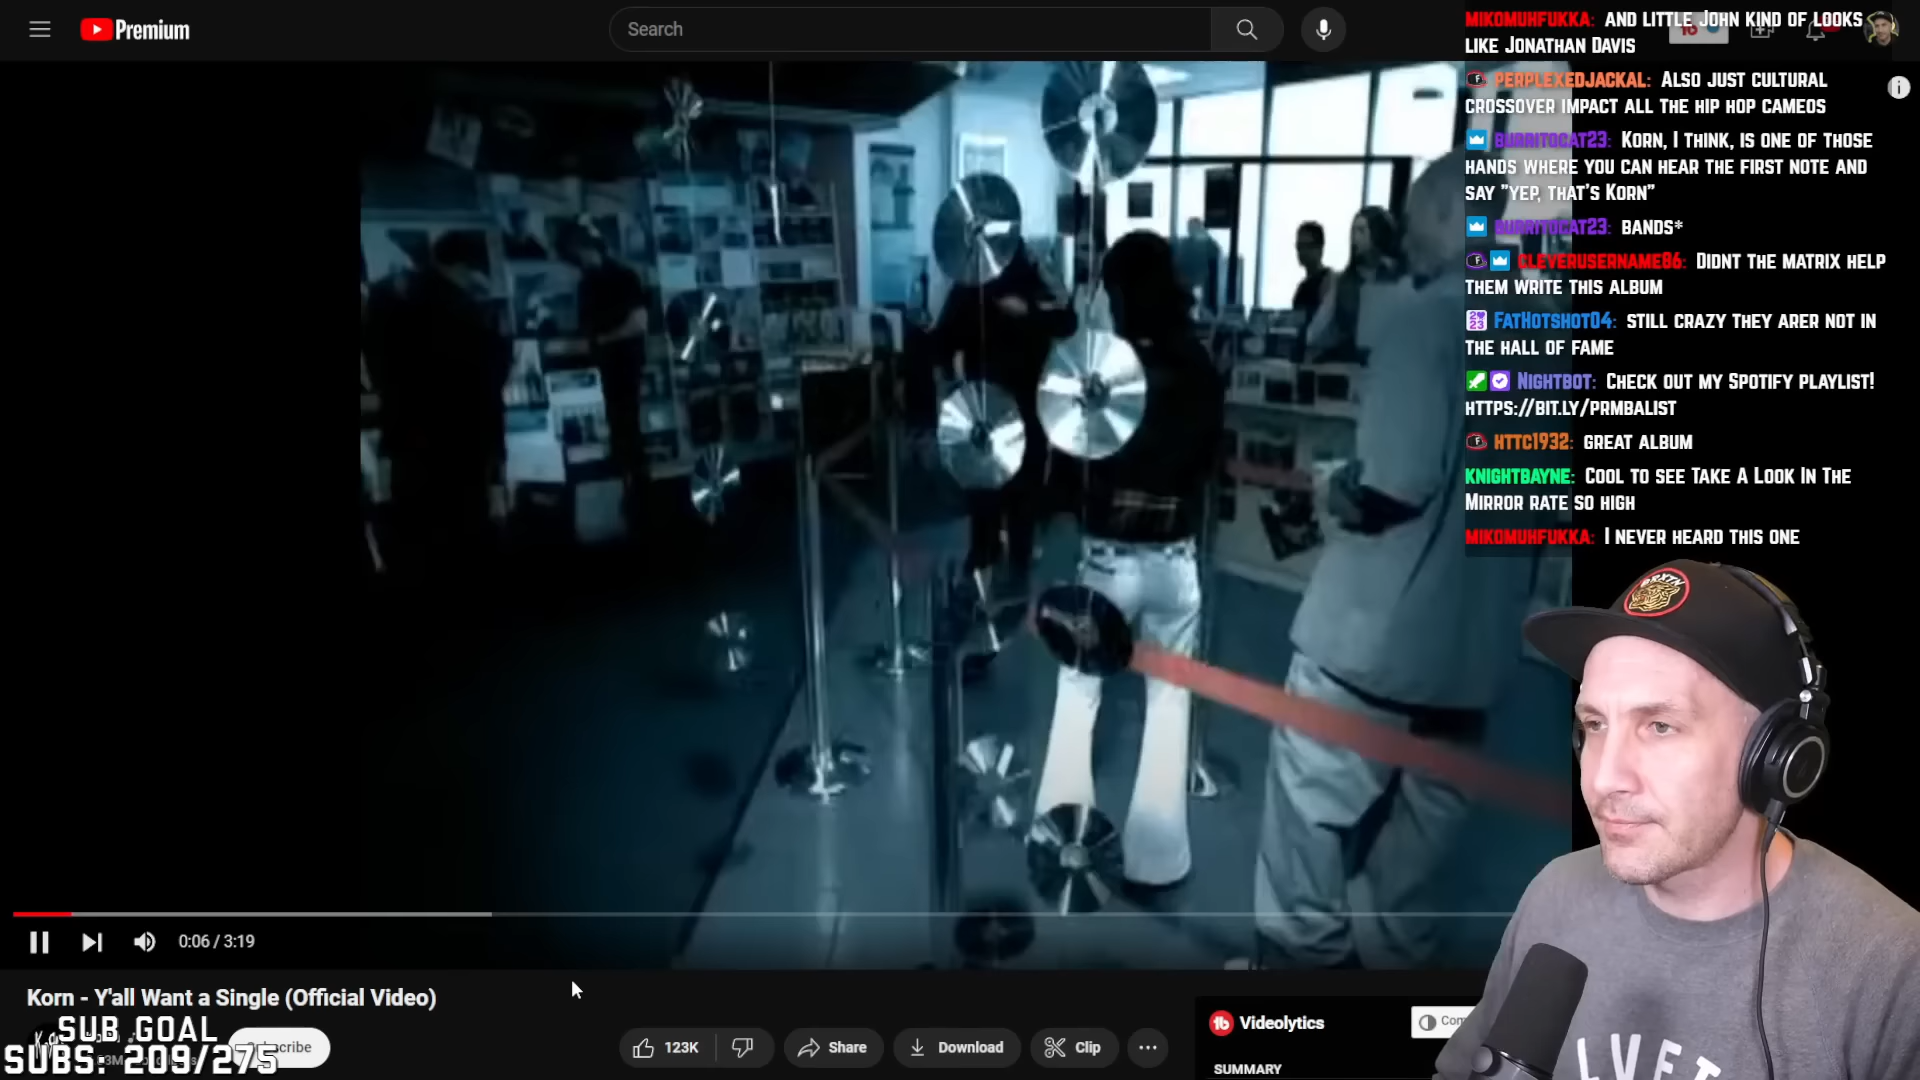 Premium
Search
MIKOMUHFUKKA: AND LITTLE JOHN KIND OF LOOKS
LIKE JONATHAN DAVIS
PERPLEXEDJACKAL: ALSO JUST CULTURAL
CROSSOVER IMPACT ALL THE HIP HOP CAMEOS
BURRITOCAT23: KORN, I THINK, IS ONE OF THOSE
HANDS WHERE YOU CAN HEAR THE FIRST NOTE AND
SAY "YEP, THAT'S KORN"
BURRITOCAT23: BANDS*
CLEVERUSERNAME86: DIDNT THE MATRIX HELP
THEM WRITE THIS ALBUM
FATHOTSHOT04: STILL CRAZY THEY ARER NOT IN
THE HALL OF FAME
NIGHTBOT: CHECK OUT MY SPOTIFY PLAYLIST!
HTTPS://BIT.LY/PRMBALIST
HTTC1932: GREAT ALBUM
KNIGHTBAYNE: COOL TO SEE TAKE A LOOK IN THE
MIRROR RATE SO HIGH
MIKOMUHFUKKA: I NEVER HEARD THIS ONE
BRXTN
0:06 / 3:19
Korn - Y'all Want a Single (Official Video)
SUB GOAL
SUBS: 209/275
123K
Share
Download
Clip
Videolytics
SUMMARY